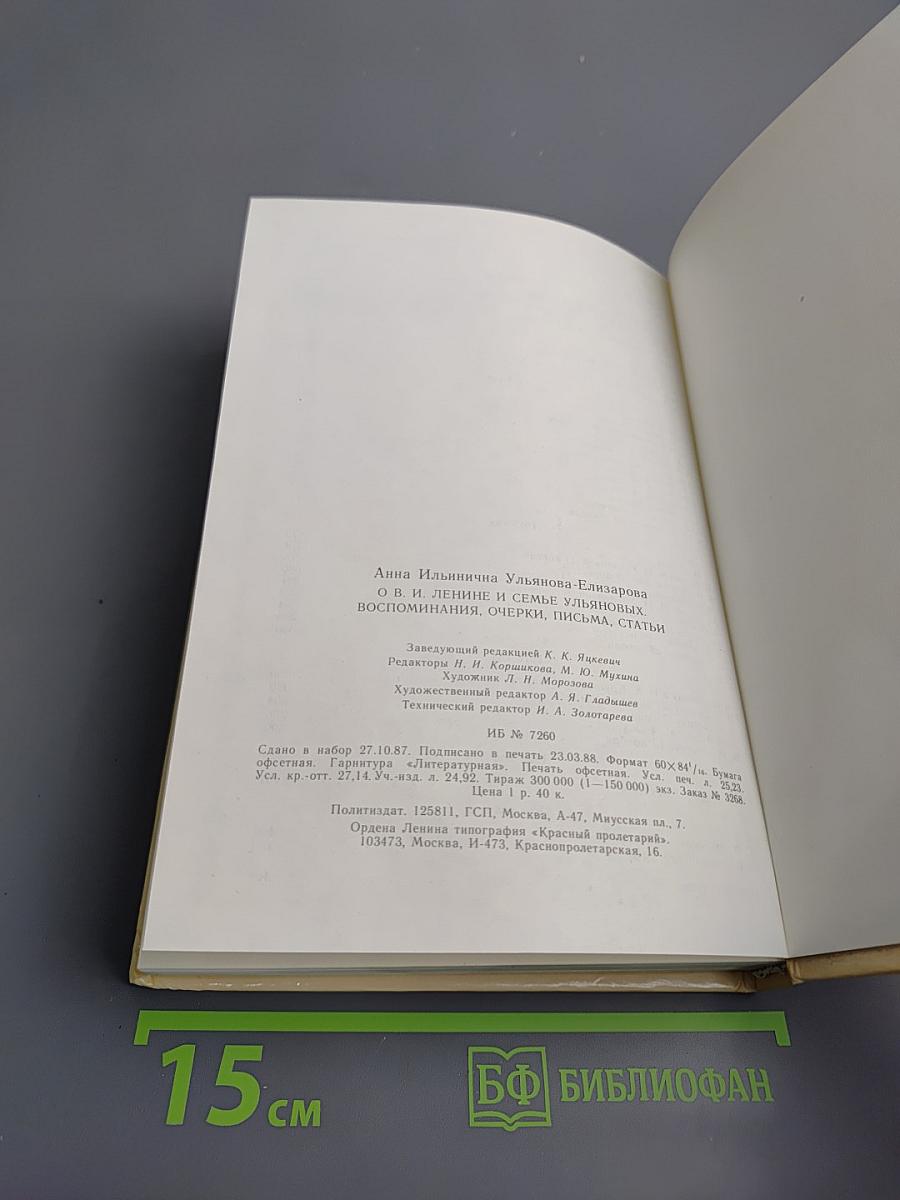 Анна Ильинична Ульянова-Елизарова
О В. И. ЛЕНИНЕ И СЕМЬЕ УЛЬЯНОВЫХ.
ВОСПОМИНАНИЯ, ОЧЕРКИ, ПИСЬМА, СТАТЬИ
Заведующий редакцией К. К. Яцкевич
Редакторы Н. И. Коршикова, М. Ю. Мухина
Художник Л. Н. Морозова
Художественный редактор А. Я. Гладышев
Технический редактор И. А. Золотарева
ИБ № 7260
Сдано в набор 27.10.87. Подписано в печать 23.03.88. Формат 60×84¹/₁₆. Бумага
офсетная. Гарнитура «Литературная». Печать офсетная. Усл. печ. л. 25,23.
Усл. кр.-отт. 27,14. Уч.-изд. л. 24,92. Тираж 300 000 (1—150 000) экз. Заказ № 3268.
Цена 1 р. 40 к.
Политиздат. 125811, ГСП, Москва, А-47, Миусская пл., 7.
Ордена Ленина типография «Красный пролетарий».
103473, Москва, И-473, Краснопролетарская, 16.
15 см
БФ БИБЛИОФАН